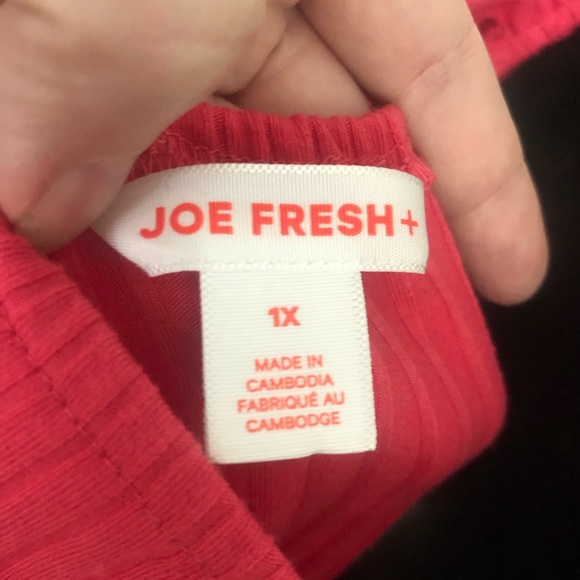 JOE FRESH+
1X
MADE IN
CAMBODIA
FABRIQUÉ AU
CAMBODGE